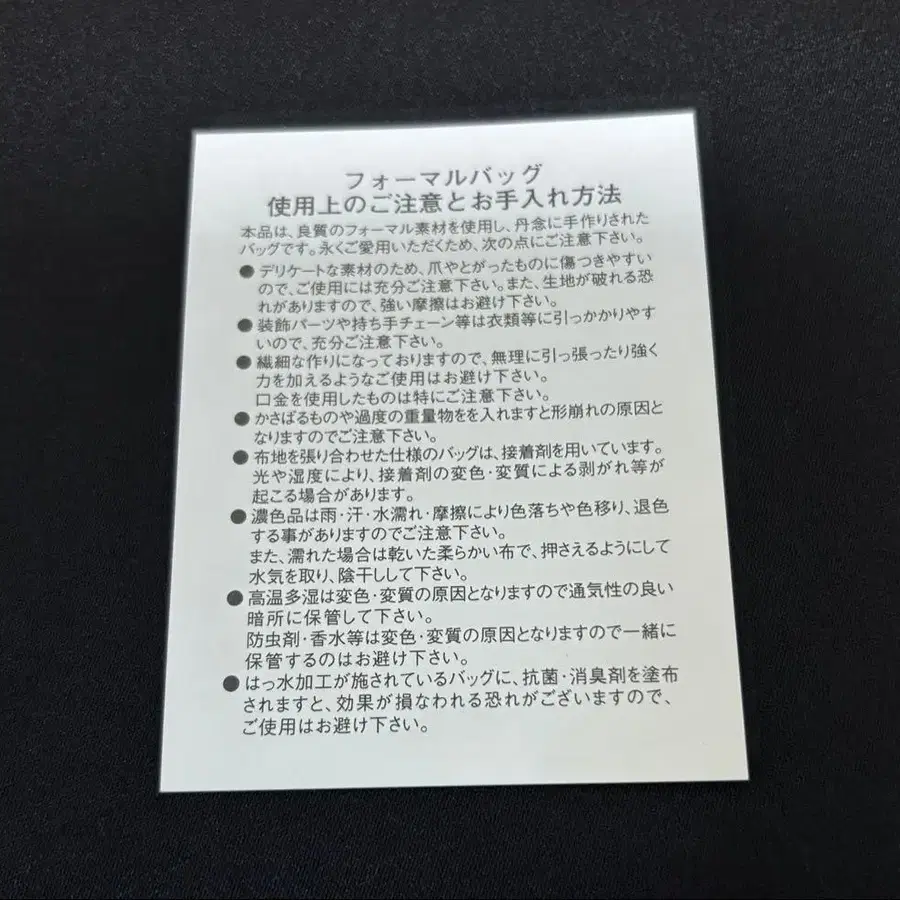 フォーマルバッグ
使用上のご注意とお手入れ方法
本品は、良質のフォーマル素材を使用し、丹念に手作りされた
バッグです。永くご愛用いただくため、次の点にご注意下さい。
●デリケートな素材のため、爪やとがったものに傷つきやすい
ので、ご使用には充分ご注意下さい。また、生地が破れる恐
れがありますので、強い摩擦はお避け下さい。
●装飾パーツや持ち手チェーン等は衣類等に引っかかりやす
いので、充分ご注意下さい。
●繊細な作りになっておりますので、無理に引っ張ったり強く
力を加えるようなご使用はお避け下さい。
口金を使用したものは特にご注意下さい。
●かさばるものや過度の重量物をを入れますと形崩れの原因と
なりますのでご注意下さい。
●布地を張り合わせた仕様のバッグは、接着剤を用いています。
光や湿度により、接着剤の変色・変質による剥がれ等が
起こる場合があります。
●濃色品は雨・汗・水濡れ・摩擦により色落ちや色移り、退色
する事がありますのでご注意下さい。
また、濡れた場合は乾いた柔らかい布で、押さえるようにして
水気を取り、陰干しして下さい。
●高温多湿は変色・変質の原因となりますので通気性の良い
暗所に保管して下さい。
防虫剤・香水等は変色・変質の原因となりますので一緒に
保管するのはお避け下さい。
●はっ水加工が施されているバッグに、抗菌・消臭剤を塗布
されますと、効果が損なわれる恐れがございますので、
ご使用はお避け下さい。